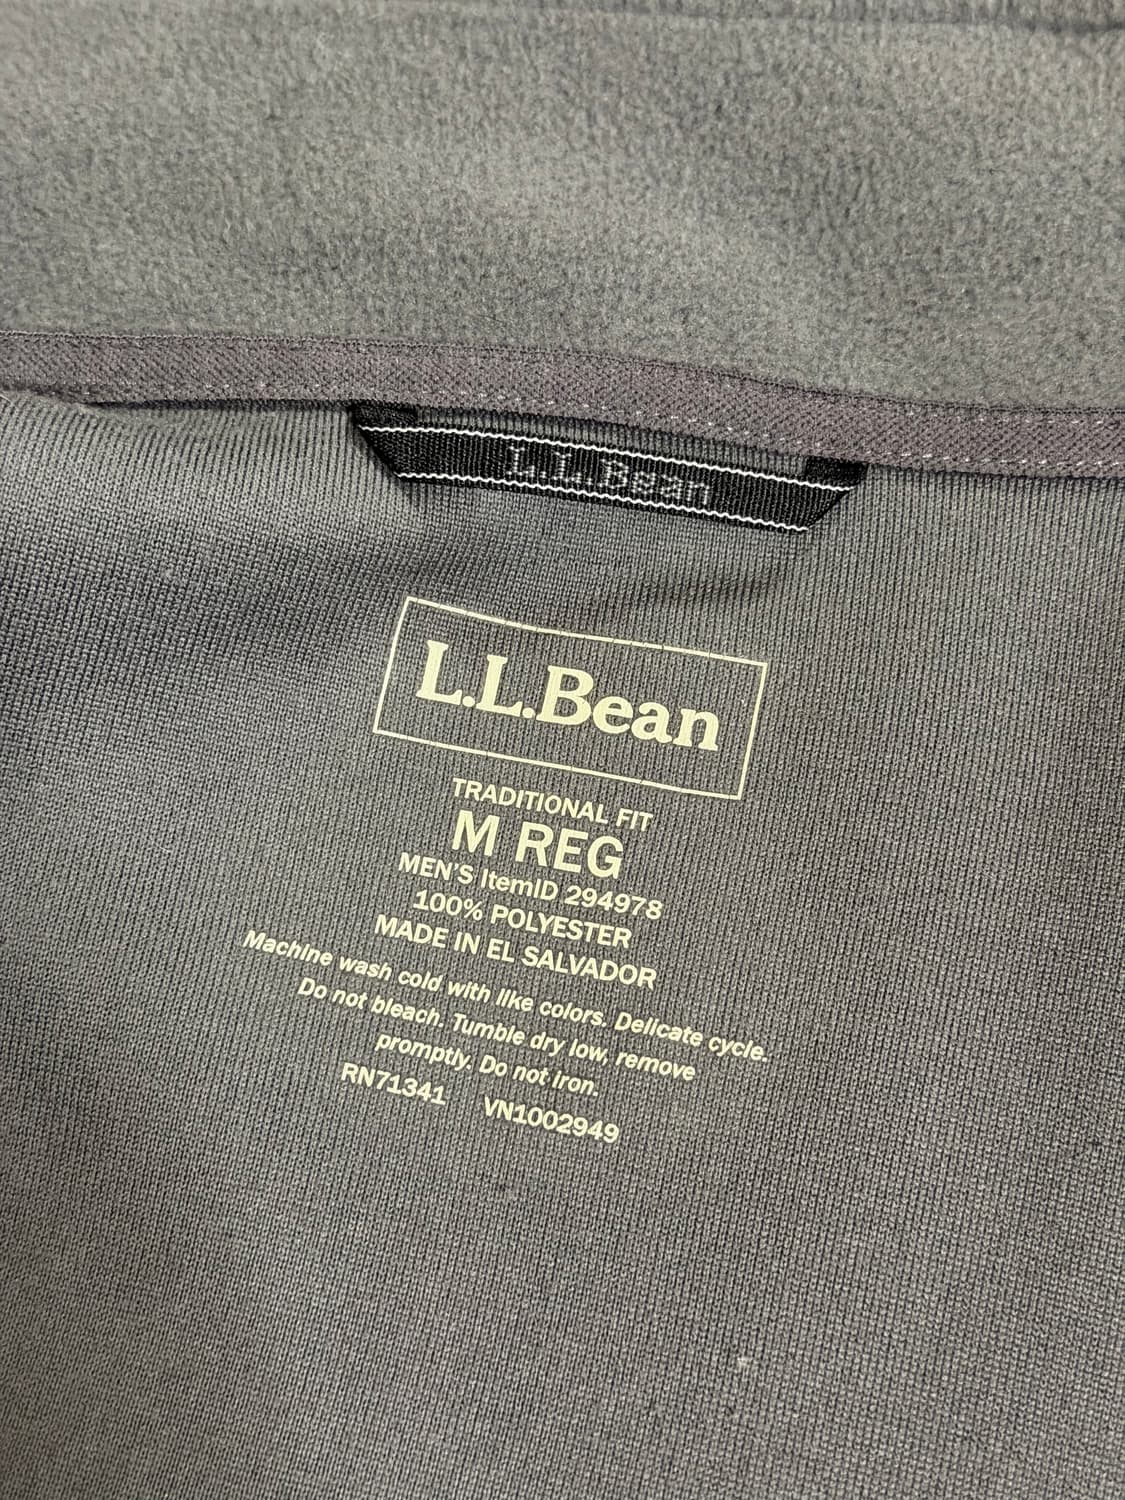 L.L.Bean
L.L.Bean
TRADITIONAL FIT
M REG
MEN'S ItemID 294978
100% POLYESTER
MADE IN EL SALVADOR
Machine wash cold with like colors. Delicate cycle.
Do not bleach. Tumble dry low, remove
promptly. Do not iron.
RN71341 VN1002949